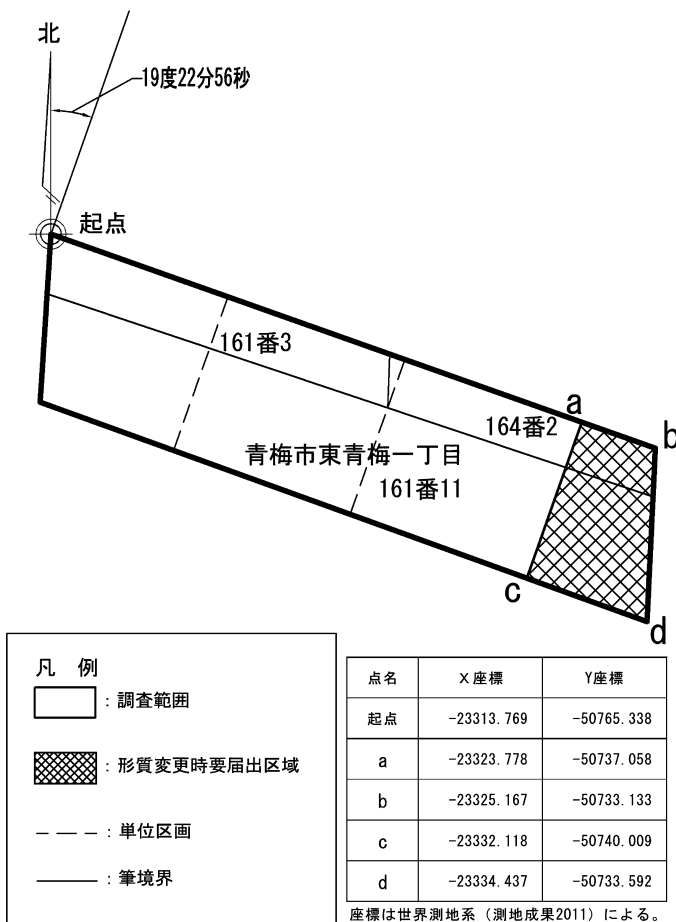 北
19度22分56秒
起点
161番3
a
164番2
b
青梅市東青梅一丁目
161番11
c
d
凡 例
：調査範囲
：形質変更時要届出区域
：単位区画
：筆境界
点名 X座標 Y座標
起点 -23313.769 -50765.338
a -23323.778 -50737.058
b -23325.167 -50733.133
c -23332.118 -50740.009
d -23334.437 -50733.592
座標は世界測地系（測地成果2011）による。